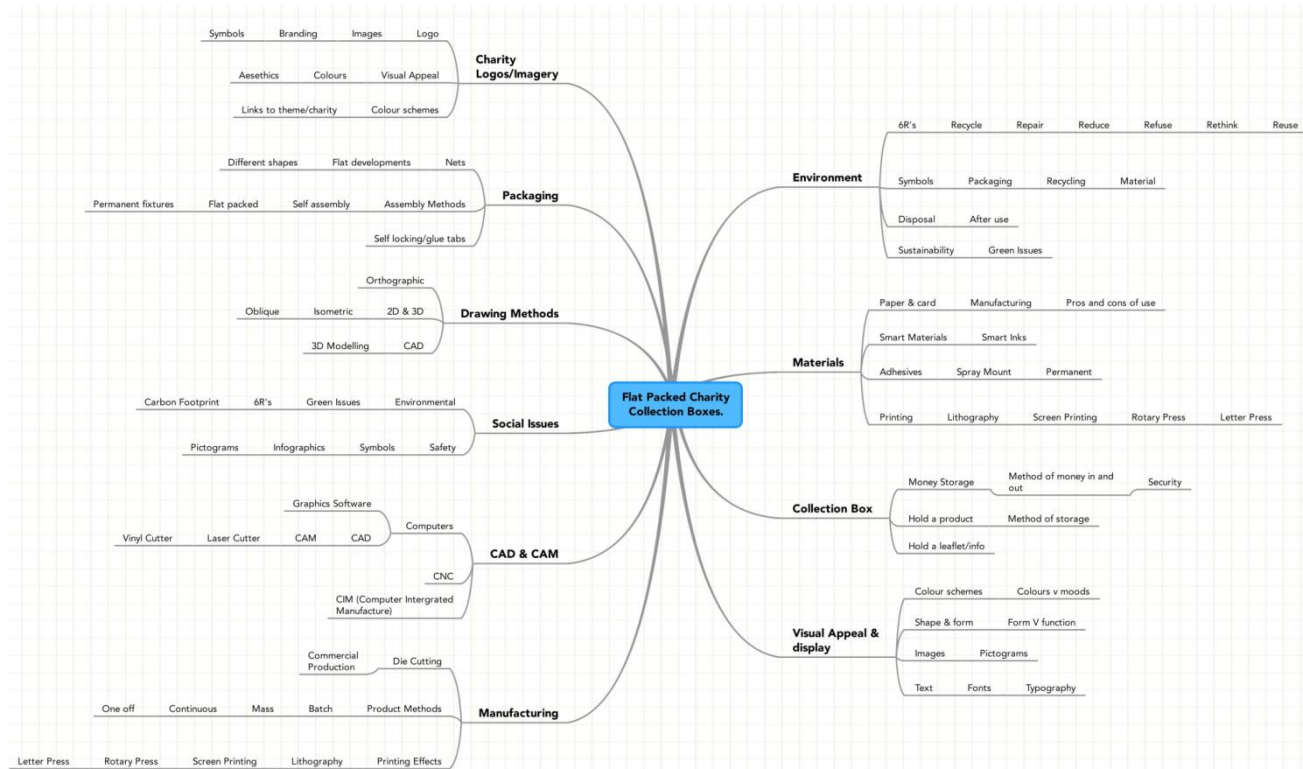 Flat Packed Charity
Collection Boxes.
Charity
Logos/Imagery
Symbols Branding Images Logo
Aesethics Colours Visual Appeal
Links to theme/charity Colour schemes
Packaging
Different shapes Flat developments Nets
Permanent fixtures Flat packed Self assembly Assembly Methods
Self locking/glue tabs
Drawing Methods
Orthographic
Oblique Isometric 2D & 3D
3D Modelling CAD
Social Issues
Carbon Footprint 6R's Green Issues Environmental
Pictograms Infographics Symbols Safety
CAD & CAM
Graphics Software
Computers
Vinyl Cutter Laser Cutter CAM CAD
CNC
CIM (Computer Intergrated
Manufacture)
Manufacturing
Commercial
Production
Die Cutting
One off Continuous Mass Batch Product Methods
Letter Press Rotary Press Screen Printing Lithography Printing Effects
Environment
6R's Recycle Repair Reduce Refuse Rethink Reuse
Symbols Packaging Recycling Material
Disposal After use
Sustainability Green Issues
Materials
Paper & card Manufacturing Pros and cons of use
Smart Materials Smart Inks
Adhesives Spray Mount Permanent
Printing Lithography Screen Printing Rotary Press Letter Press
Collection Box
Money Storage
Method of money in and
out
Security
Hold a product Method of storage
Hold a leaflet/info
Visual Appeal &
display
Colour schemes Colours v moods
Shape & form Form V function
Images Pictograms
Text Fonts Typography